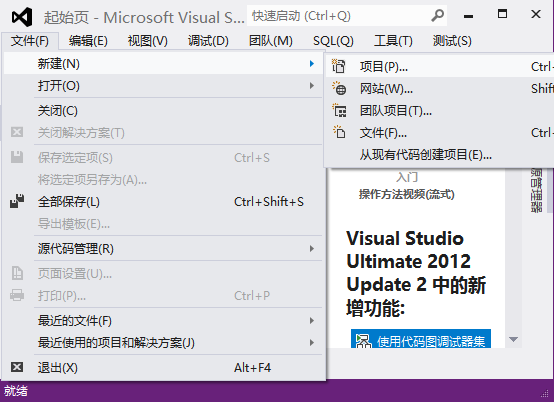 起始页 - Microsoft Visual S...
快速启动 (Ctrl+Q)
文件(F) 编辑(E) 视图(V) 调试(D) 团队(M) SQL(Q) 工具(T) 测试(S)
新建(N)
打开(O)
关闭(C)
关闭解决方案(T)
保存选定项(S) Ctrl+S
将选定项另存为(A)...
全部保存(L) Ctrl+Shift+S
导出模板(E)...
源代码管理(R)
页面设置(U)...
打印(P)... Ctrl+P
最近的文件(F)
最近使用的项目和解决方案(J)
退出(X) Alt+F4
项目(P)... Ctrl+
网站(W)... Shift
团队项目(T)...
文件(F)... Ctrl+
从现有代码创建项目(E)...
入门
操作方法视频(流式)
Visual Studio
Ultimate 2012
Update 2 中的新
增功能:
使用代码图调试器集
管理器
就绪